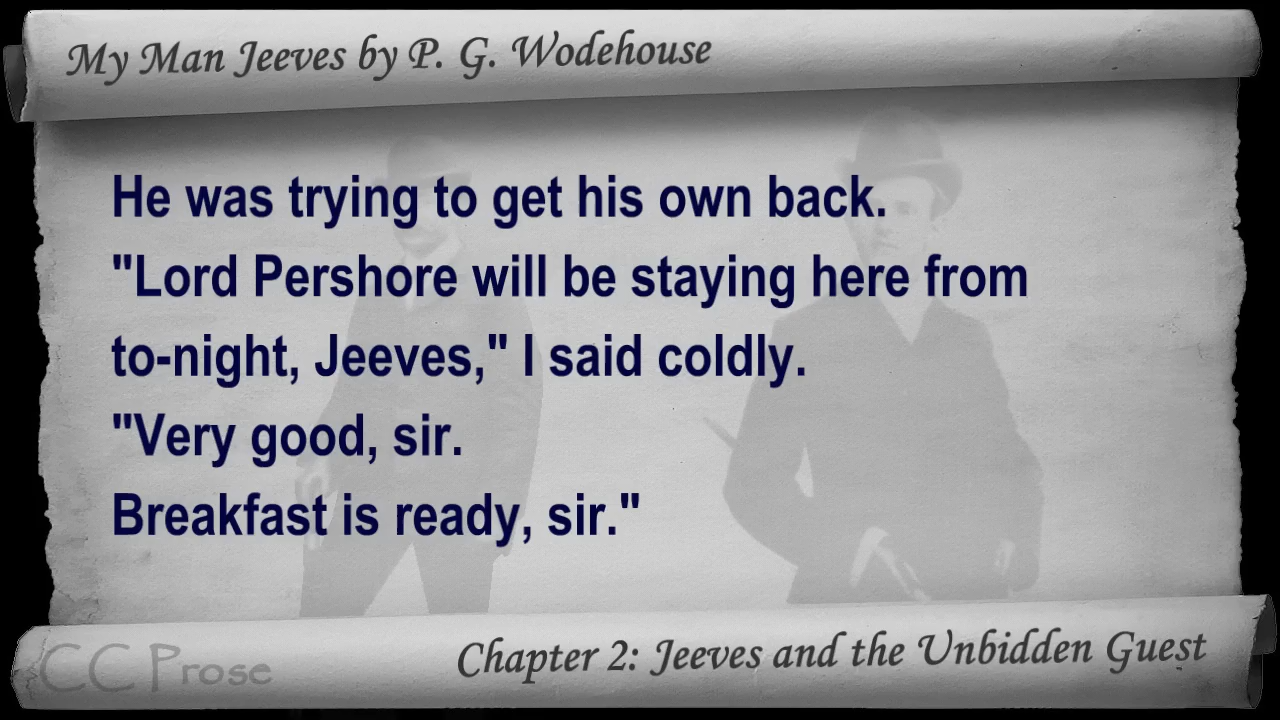 My Man Jeeves by P. G. Wodehouse
He was trying to get his own back.
"Lord Pershore will be staying here from
to-night, Jeeves," I said coldly.
"Very good, sir.
Breakfast is ready, sir."
CC Prose
Chapter 2: Jeeves and the Unbidden Guest